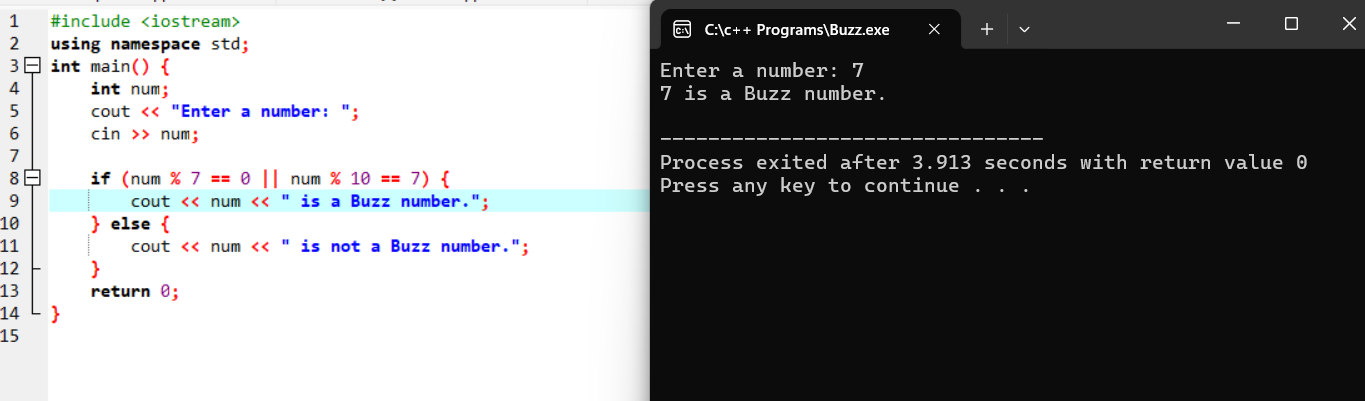 1 #include <iostream>
2 using namespace std;
3 int main() {
4 int num;
5 cout << "Enter a number: ";
6 cin >> num;
7
8 if (num % 7 == 0 || num % 10 == 7) {
9 cout << num << " is a Buzz number.";
10 } else {
11 cout << num << " is not a Buzz number.";
12 }
13 return 0;
14 }
15
C:\c++ Programs\Buzz.exe
Enter a number: 7
7 is a Buzz number.
--------------------------------
Process exited after 3.913 seconds with return value 0
Press any key to continue . . .